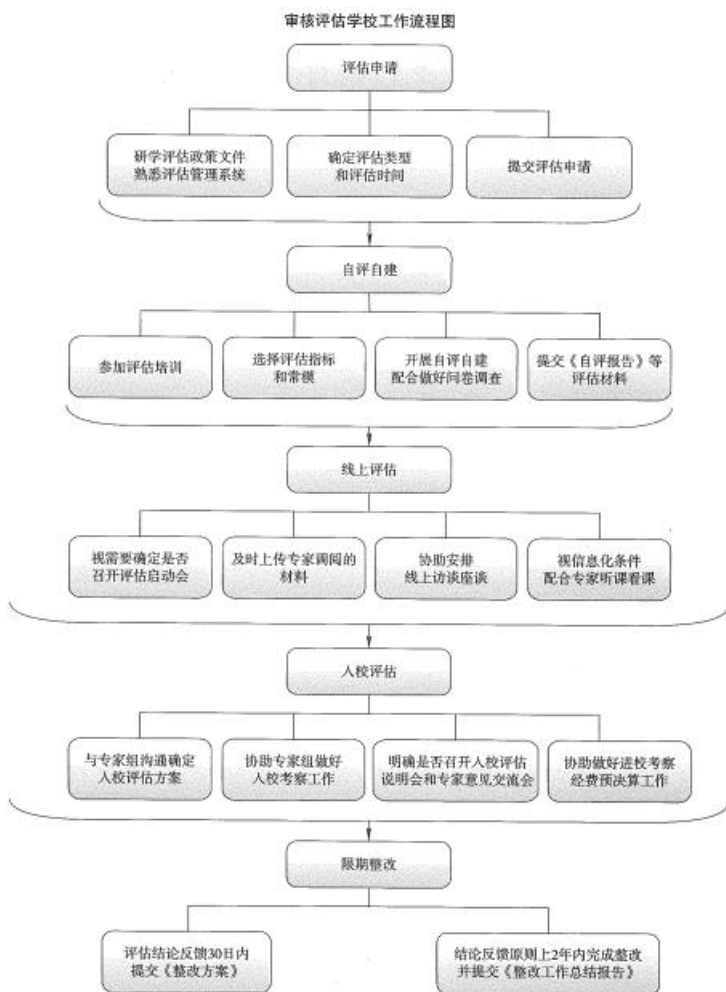 审核评估学校工作流程图
评估申请
研学评估政策文件
熟悉评估管理系统
确定评估类型
和评估时间
提交评估申请
自评自建
参加评估培训
选择评估指标
和常模
开展自评自建
配合做好问卷调查
提交《自评报告》等
评估材料
线上评估
视需要确定是否
召开评估启动会
及时上传专家调阅的
材料
协助安排
线上访谈座谈
视信息化条件
配合专家听课看课
入校评估
与专家组沟通确定
入校评估方案
协助专家组做好
入校考察工作
明确是否召开入校评估
说明会和专家意见交流会
协助做好进校考察
经费预决算工作
限期整改
评估结论反馈30日内
提交《整改方案》
结论反馈原则上2年内完成整改
并提交《整改工作总结报告》